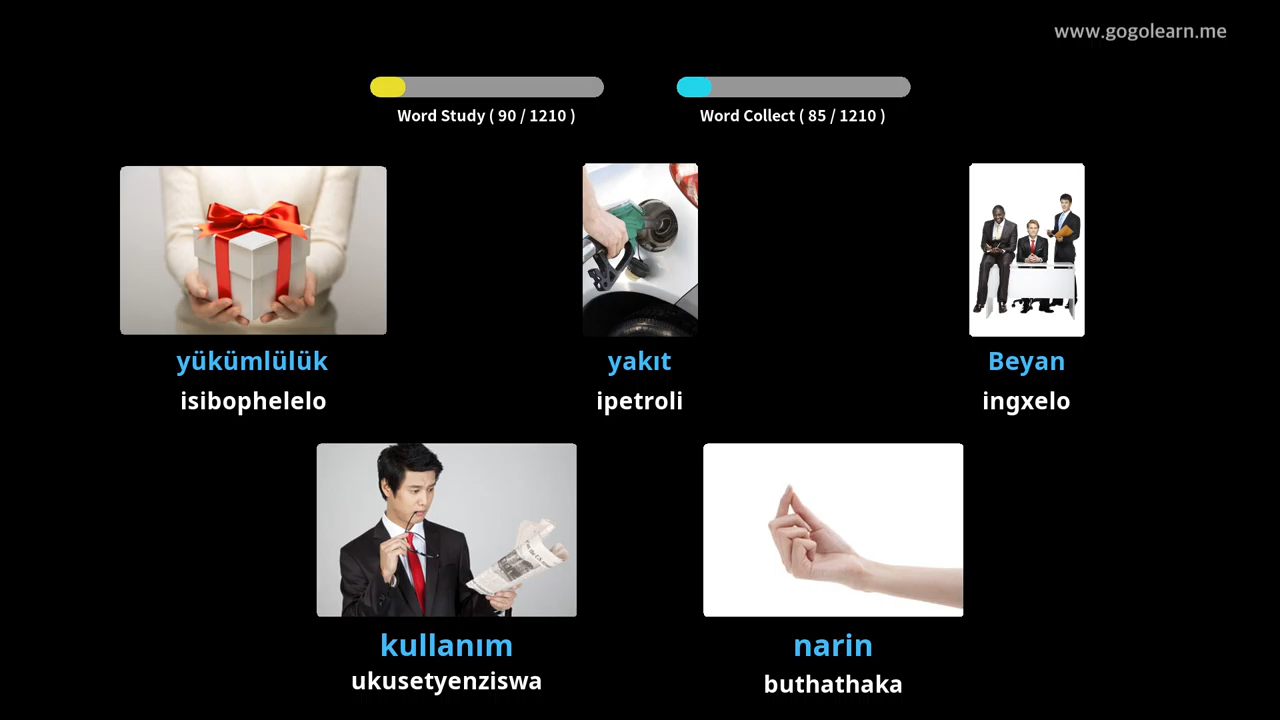 www.gogolearn.me
Word Study ( 90 / 1210 )
Word Collect ( 85 / 1210 )
yükümlülük
isibophelelo
yakıt
ipetroli
Beyan
ingxelo
kullanım
ukusetyenziswa
narin
buthathaka